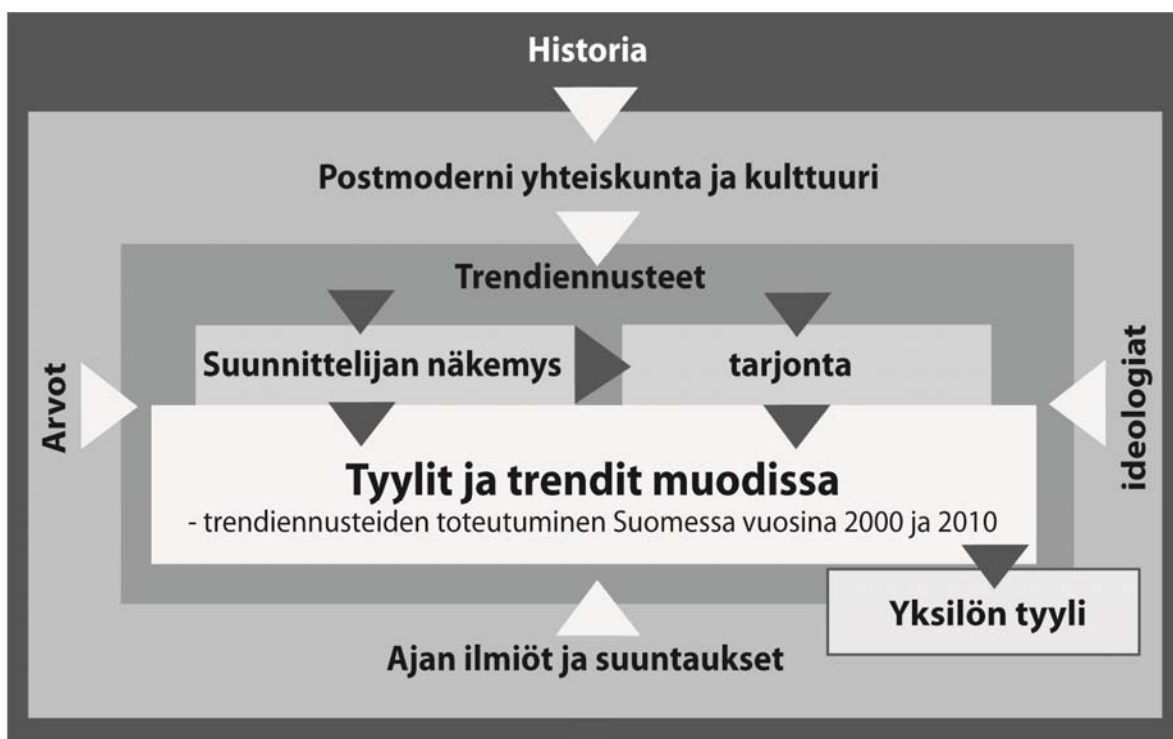 Historia
Postmoderni yhteiskunta ja kulttuuri
Trendiennusteet
Suunnittelijan näkemys
tarjonta
Arvot
ideologiat
Tyylit ja trendit muodissa
- trendiennusteiden toteutuminen Suomessa vuosina 2000 ja 2010
Yksilön tyyli
Ajan ilmiöt ja suuntaukset